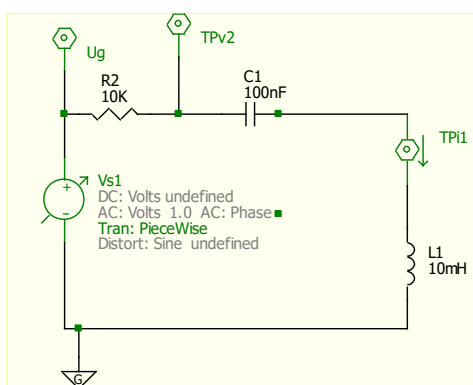 Ug
TPv2
R2
10K
C1
100nF
TPi1
Vs1
DC: Volts undefined
AC: Volts 1.0 AC: Phase
Tran: PieceWise
Distort: Sine undefined
L1
10mH
+
-
G